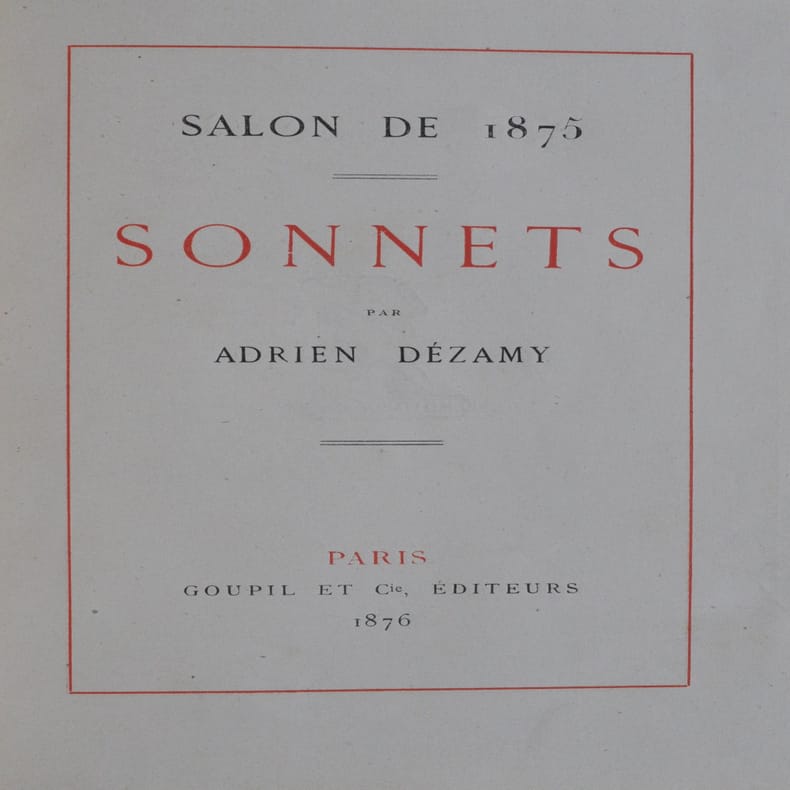 SALON DE 1875
SONNETS
PAR
ADRIEN DÉZAMY
PARIS
GOUPIL ET Cie, ÉDITEURS
1876